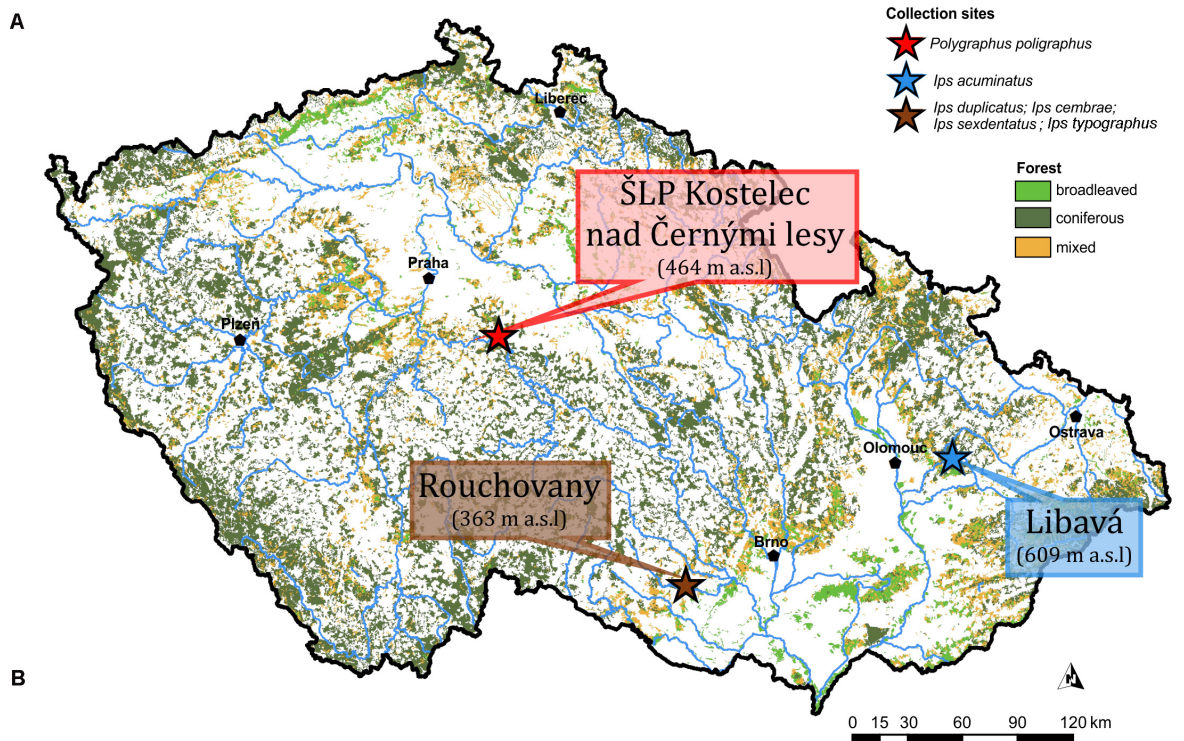 A
Collection sites
Polygraphus poligraphus
Ips acuminatus
Ips duplicatus; Ips cembrae;
Ips sexdentatus ; Ips typographus
Forest
broadleaved
coniferous
mixed
Liberec
ŠLP Kostelec
nad Černými lesy
(464 m a.s.l)
Praha
Plzeň
Ostrava
Olomouc
Rouchovany
(363 m a.s.l)
Libavá
(609 m a.s.l)
Brno
B
N
0 15 30 60 90 120 km